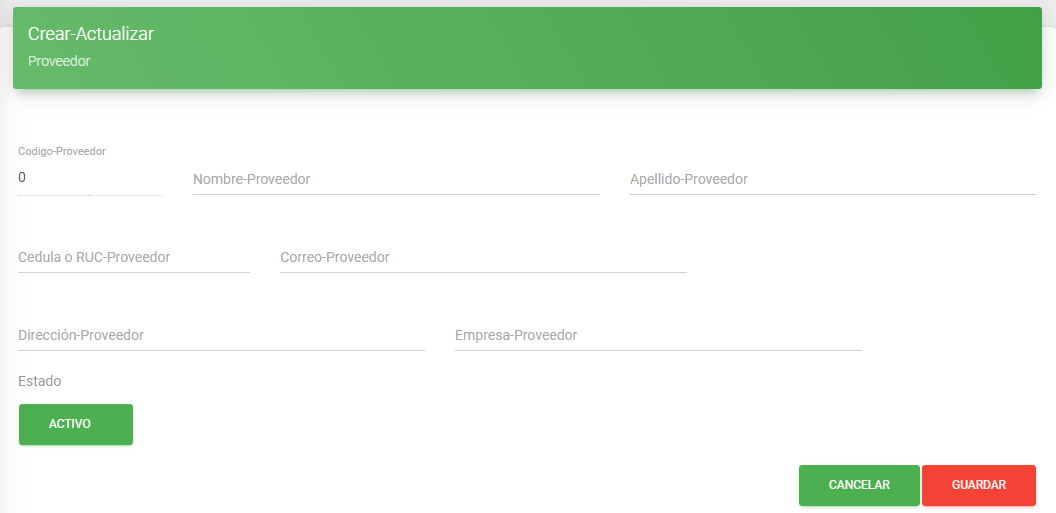 Crear-Actualizar
Proveedor
Codigo-Proveedor
0
Nombre-Proveedor
Apellido-Proveedor
Cedula o RUC-Proveedor
Correo-Proveedor
Dirección-Proveedor
Empresa-Proveedor
Estado
ACTIVO
CANCELAR
GUARDAR